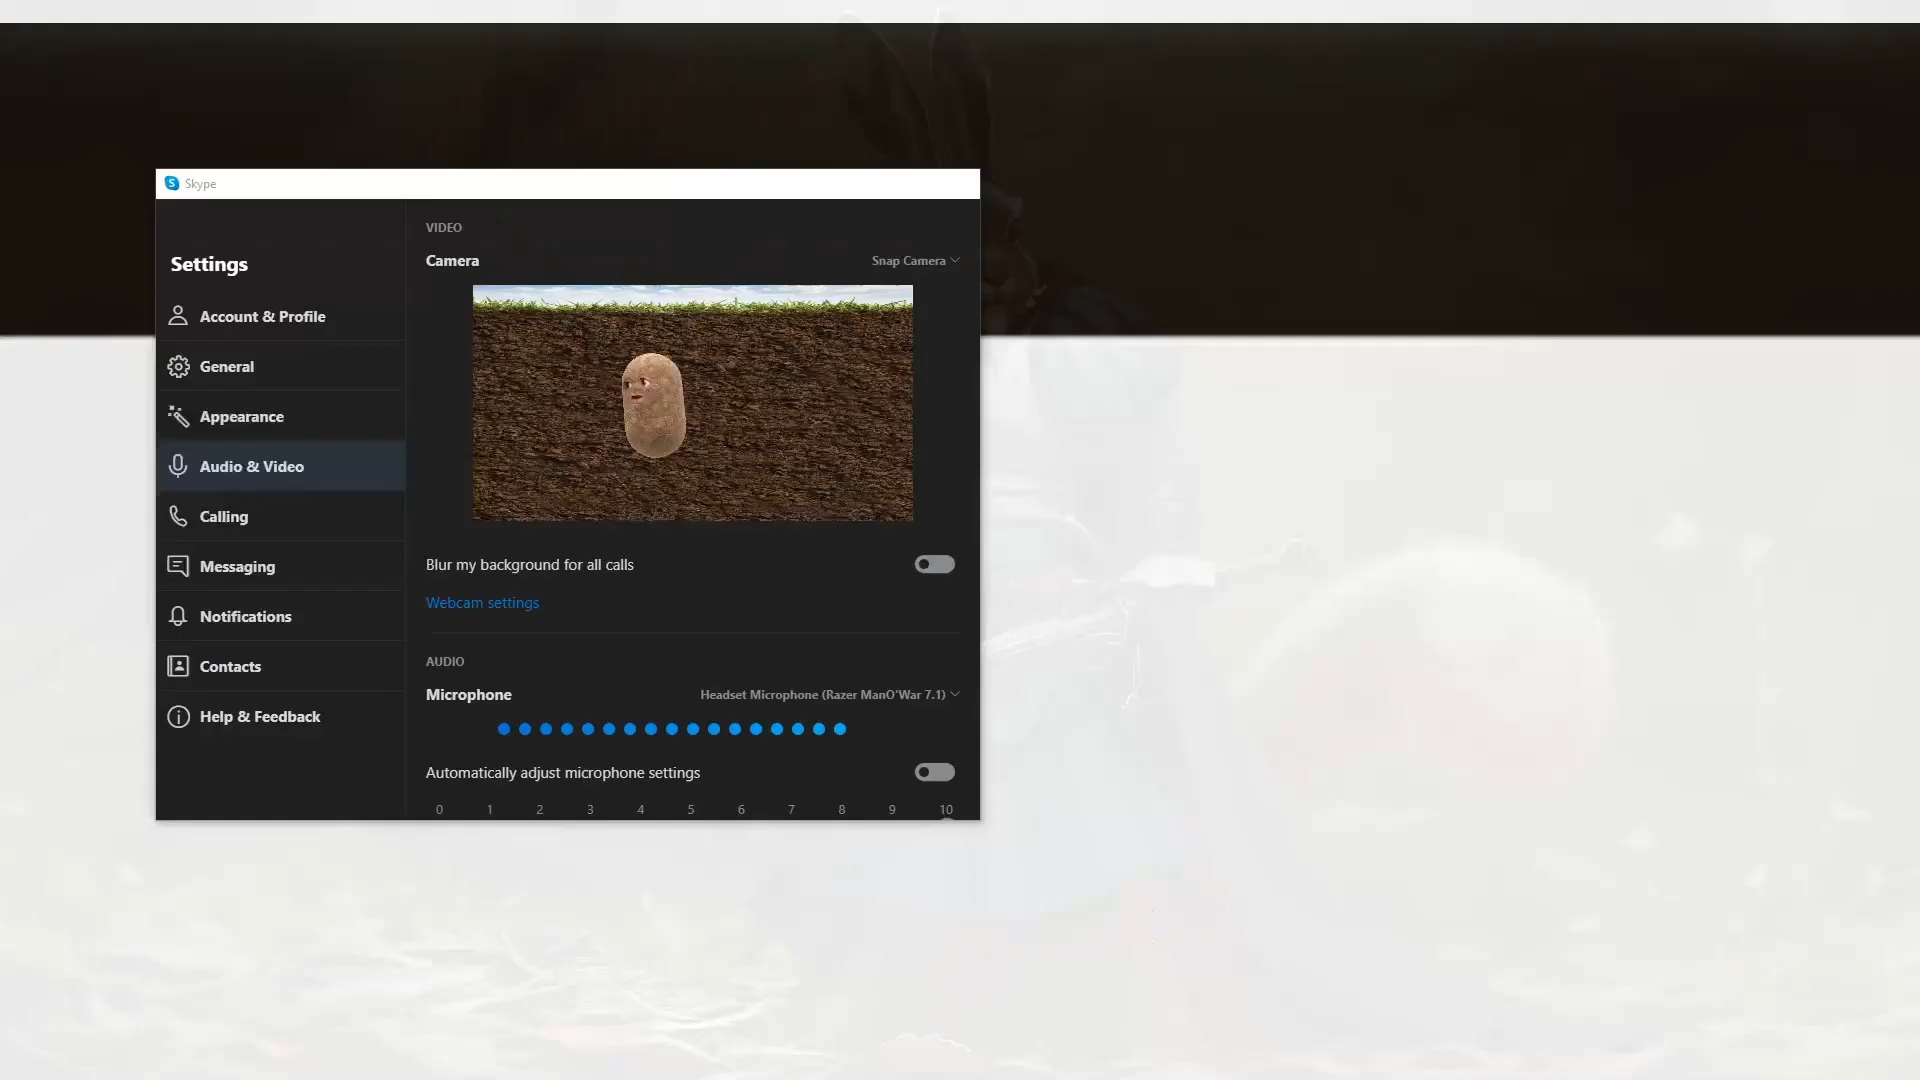 Skype
Settings
Account & Profile
General
Appearance
Audio & Video
Calling
Messaging
Notifications
Contacts
Help & Feedback
VIDEO
Camera
Snap Camera
Blur my background for all calls
Webcam settings
AUDIO
Microphone
Headset Microphone (Razer ManO'War 7.1)
Automatically adjust microphone settings
0 1 2 3 4 5 6 7 8 9 10